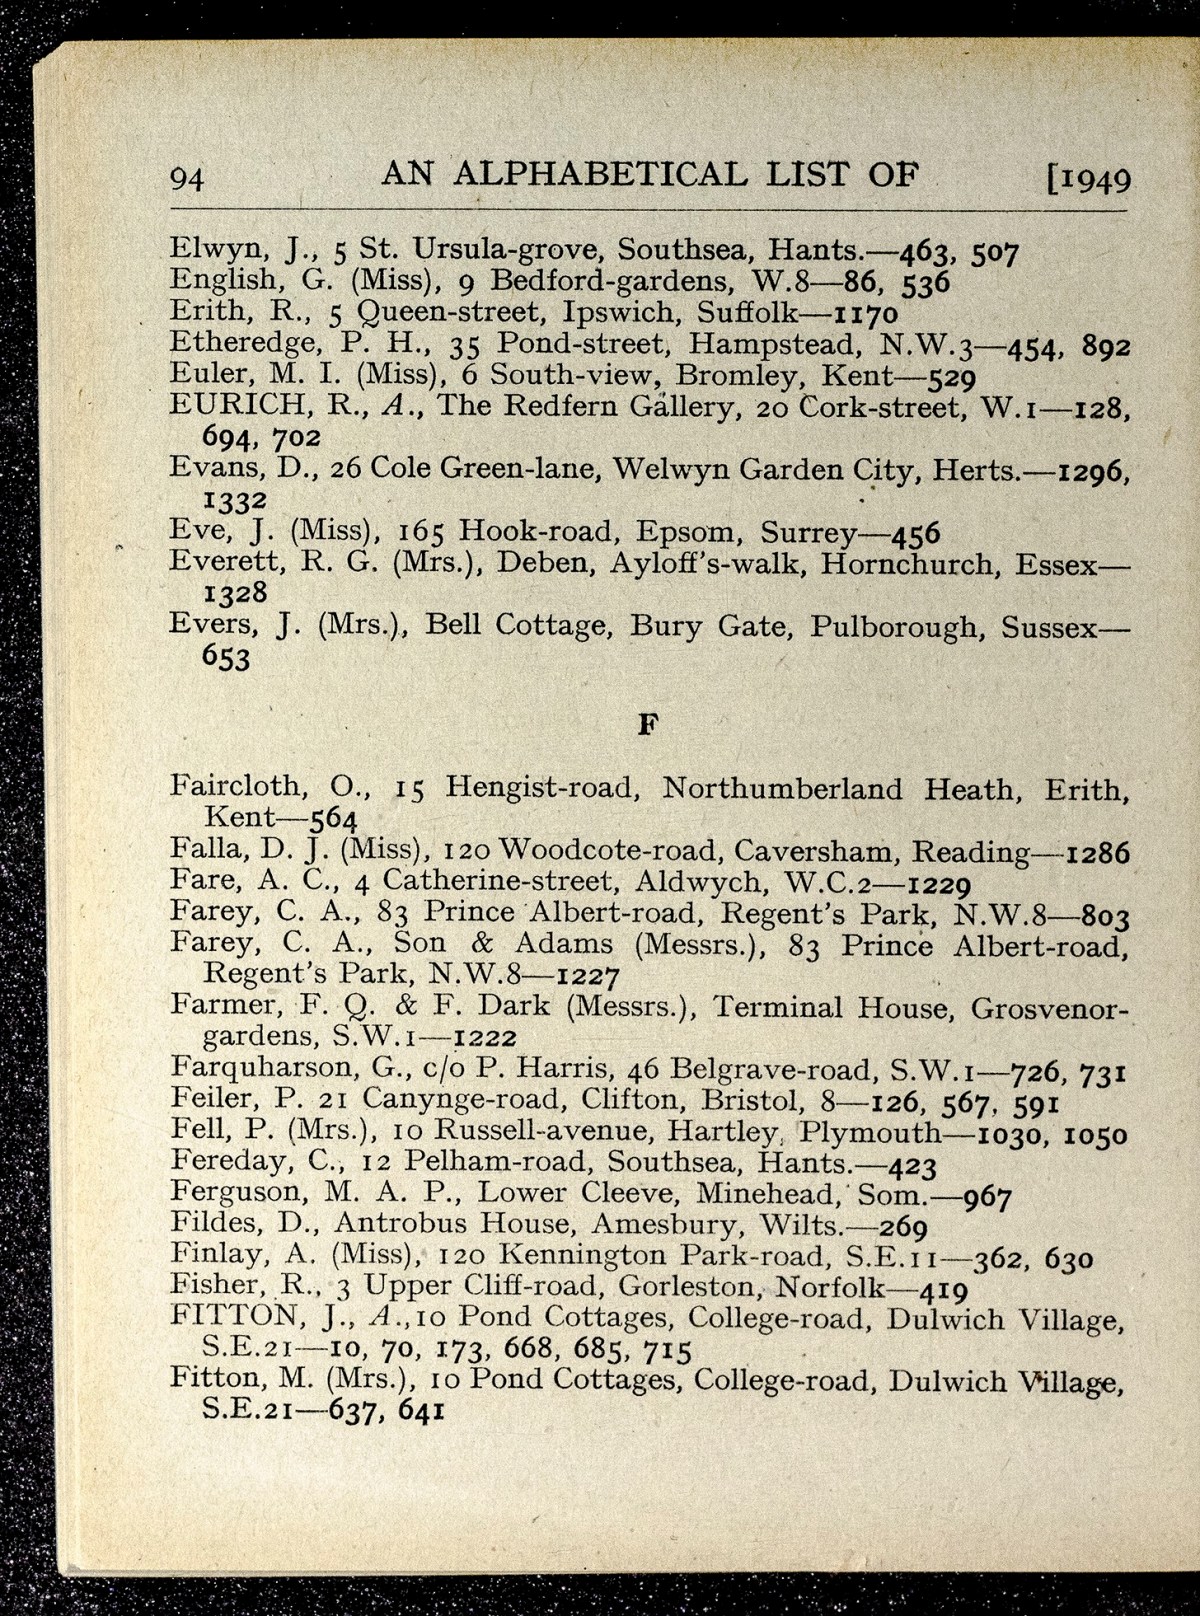 94 AN ALPHABETICAL LIST OF [1949
Elwyn, J., 5 St. Ursula-grove, Southsea, Hants.—463, 507
English, G. (Miss), 9 Bedford-gardens, W.8—86, 536
Erith, R., 5 Queen-street, Ipswich, Suffolk—1170
Etheredge, P. H., 35 Pond-street, Hampstead, N.W.3—454, 892
Euler, M. I. (Miss), 6 South-view, Bromley, Kent—529
EURICH, R., A., The Redfern Gallery, 20 Cork-street, W.1—128,
694, 702
Evans, D., 26 Cole Green-lane, Welwyn Garden City, Herts.—1296,
1332
Eve, J. (Miss), 165 Hook-road, Epsom, Surrey—456
Everett, R. G. (Mrs.), Deben, Ayloff's-walk, Hornchurch, Essex—
1328
Evers, J. (Mrs.), Bell Cottage, Bury Gate, Pulborough, Sussex—
653
F
Faircloth, O., 15 Hengist-road, Northumberland Heath, Erith,
Kent—564
Falla, D. J. (Miss), 120 Woodcote-road, Caversham, Reading—1286
Fare, A. C., 4 Catherine-street, Aldwych, W.C.2—1229
Farey, C. A., 83 Prince Albert-road, Regent's Park, N.W.8—803
Farey, C. A., Son & Adams (Messrs.), 83 Prince Albert-road,
Regent's Park, N.W.8—1227
Farmer, F. Q. & F. Dark (Messrs.), Terminal House, Grosvenor-
gardens, S.W.1—1222
Farquharson, G., c/o P. Harris, 46 Belgrave-road, S.W.1—726, 731
Feiler, P. 21 Canynge-road, Clifton, Bristol, 8—126, 567, 591
Fell, P. (Mrs.), 10 Russell-avenue, Hartley, Plymouth—1030, 1050
Fereday, C., 12 Pelham-road, Southsea, Hants.—423
Ferguson, M. A. P., Lower Cleeve, Minehead, Som.—967
Fildes, D., Antrobus House, Amesbury, Wilts.—269
Finlay, A. (Miss), 120 Kennington Park-road, S.E.11—362, 630
Fisher, R., 3 Upper Cliff-road, Gorleston, Norfolk—419
FITTON, J., A., 10 Pond Cottages, College-road, Dulwich Village,
S.E.21—10, 70, 173, 668, 685, 715
Fitton, M. (Mrs.), 10 Pond Cottages, College-road, Dulwich Village,
S.E.21—637, 641